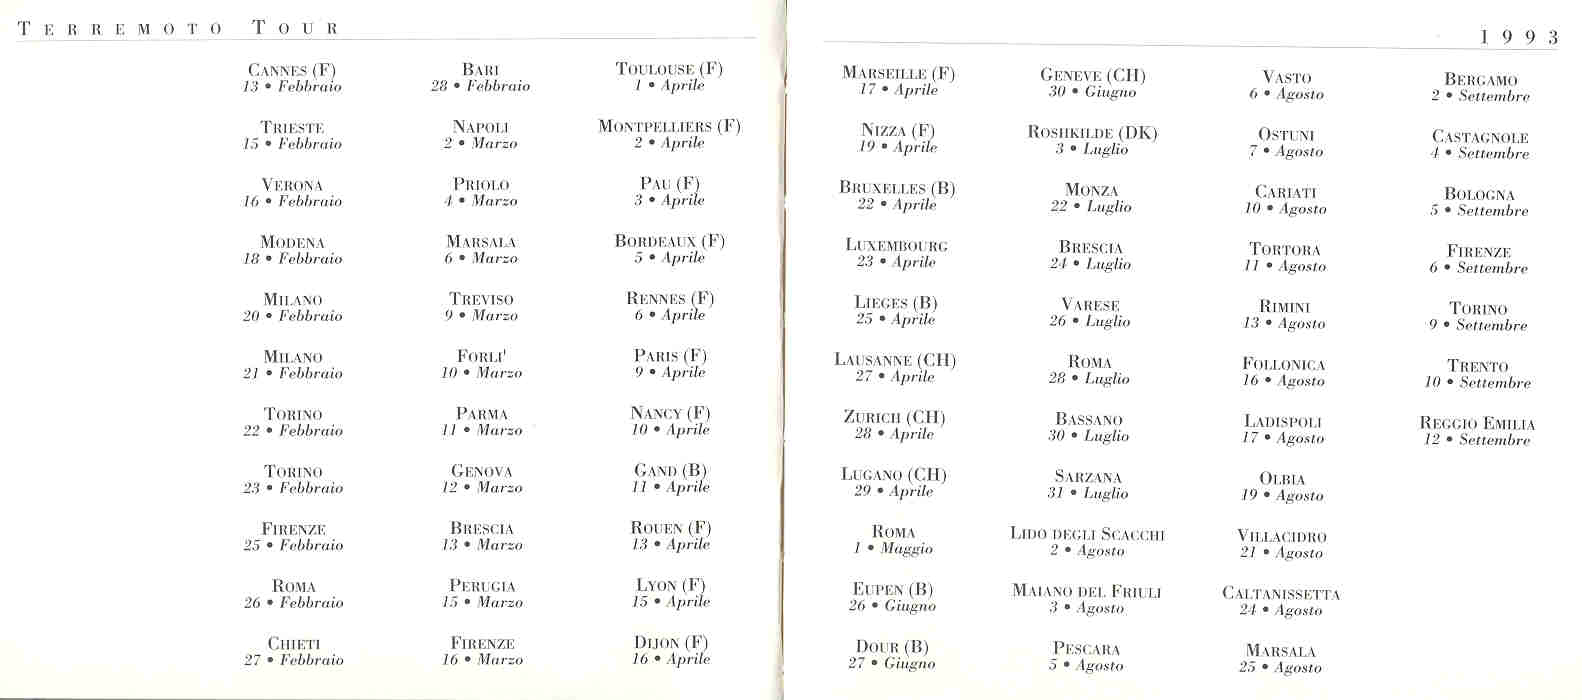 TERREMOTO TOUR
CANNES (F)
13 • Febbraio
TRIESTE
15 • Febbraio
VERONA
16 • Febbraio
MODENA
18 • Febbraio
MILANO
20 • Febbraio
MILANO
21 • Febbraio
TORINO
22 • Febbraio
TORINO
23 • Febbraio
FIRENZE
25 • Febbraio
ROMA
26 • Febbraio
CHIETI
27 • Febbraio
BARI
28 • Febbraio
NAPOLI
2 • Marzo
PRIOLO
4 • Marzo
MARSALA
6 • Marzo
TREVISO
9 • Marzo
FORLI'
10 • Marzo
PARMA
11 • Marzo
GENOVA
12 • Marzo
BRESCIA
13 • Marzo
PERUGIA
15 • Marzo
FIRENZE
16 • Marzo
TOULOUSE (F)
1 • Aprile
MONTPELLIERS (F)
2 • Aprile
PAU (F)
3 • Aprile
BORDEAUX (F)
5 • Aprile
RENNES (F)
6 • Aprile
PARIS (F)
9 • Aprile
NANCY (F)
10 • Aprile
GAND (B)
11 • Aprile
ROUEN (F)
13 • Aprile
LYON (F)
15 • Aprile
DIJON (F)
16 • Aprile
1993
MARSEILLE (F)
17 • Aprile
NIZZA (F)
19 • Aprile
BRUXELLES (B)
22 • Aprile
LUXEMBOURG
23 • Aprile
LIEGES (B)
25 • Aprile
LAUSANNE (CH)
27 • Aprile
ZURICH (CH)
28 • Aprile
LUGANO (CH)
29 • Aprile
ROMA
1 • Maggio
EUPEN (B)
26 • Giugno
DOUR (B)
27 • Giugno
GENEVE (CH)
30 • Giugno
ROSHKILDE (DK)
3 • Luglio
MONZA
22 • Luglio
BRESCIA
24 • Luglio
VARESE
26 • Luglio
ROMA
28 • Luglio
BASSANO
30 • Luglio
SARZANA
31 • Luglio
LIDO DEGLI SCACCHI
2 • Agosto
MAIANO DEL FRIULI
3 • Agosto
PESCARA
5 • Agosto
VASTO
6 • Agosto
OSTUNI
7 • Agosto
CARIATI
10 • Agosto
TORTORA
11 • Agosto
RIMINI
13 • Agosto
FOLLONICA
16 • Agosto
LADISPOLI
17 • Agosto
OLBIA
19 • Agosto
VILLACIDRO
21 • Agosto
CALTANISSETTA
24 • Agosto
MARSALA
25 • Agosto
BERGAMO
2 • Settembre
CASTAGNOLE
4 • Settembre
BOLOGNA
5 • Settembre
FIRENZE
6 • Settembre
TORINO
9 • Settembre
TRENTO
10 • Settembre
REGGIO EMILIA
12 • Settembre